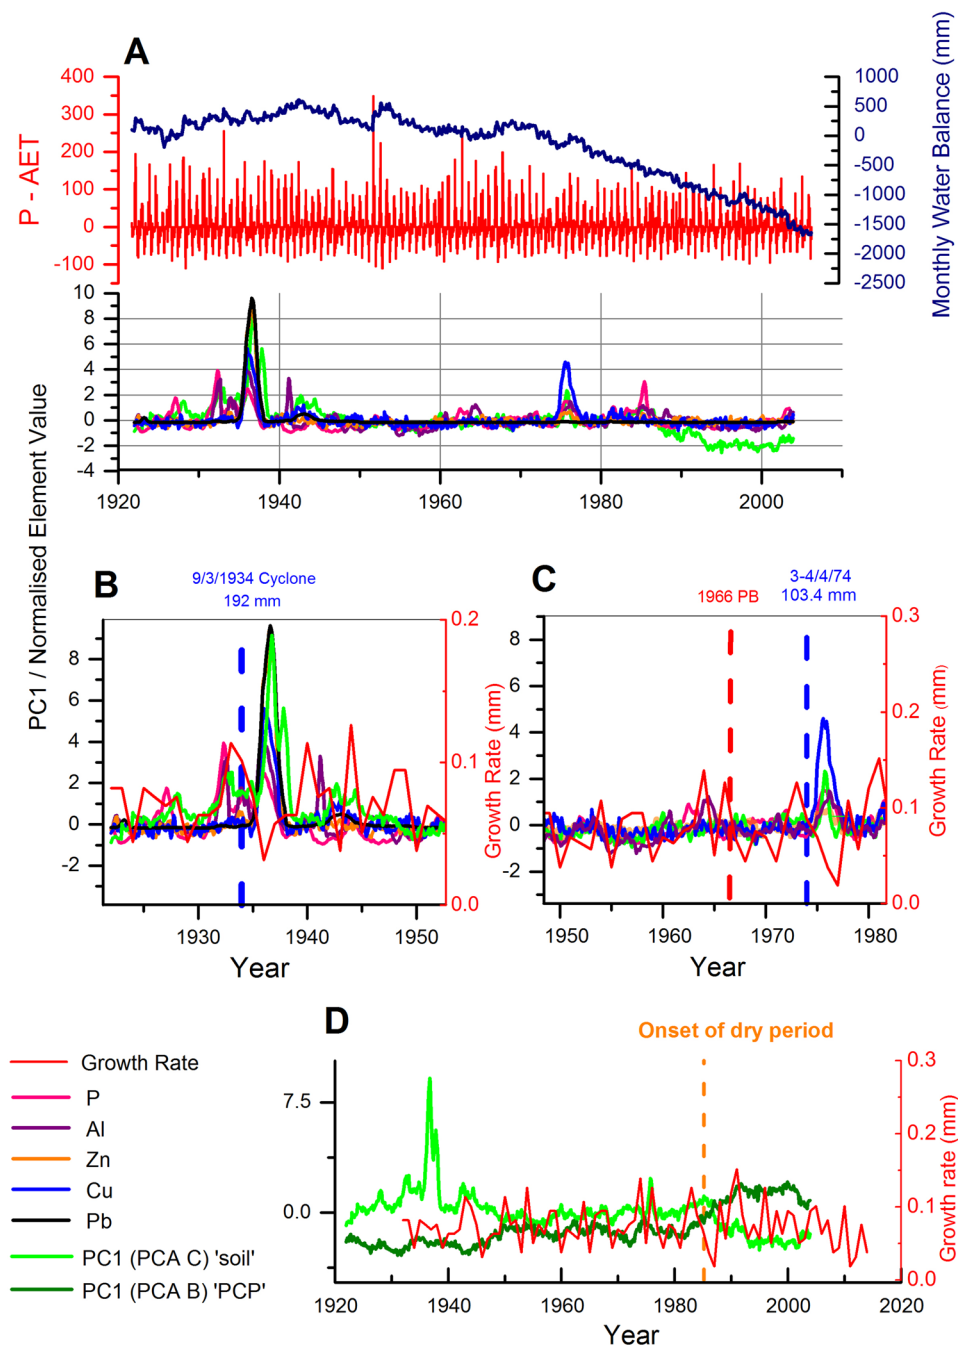 A
400
300
200
100
0
-100
P - AET
1000
500
0
-500
-1000
-1500
-2000
-2500
Monthly Water Balance (mm)
10
8
6
4
2
0
-2
-4
1920
1940
1960
1980
2000
PC1 / Normalised Element Value
B
9/3/1934 Cyclone
192 mm
8
6
4
2
0
-2
0.2
0.1
0.0
Growth Rate (mm)
1930
1940
1950
Year
C
1966 PB
3-4/4/74
103.4 mm
8
6
4
2
0
-2
0.3
0.2
0.1
0.0
Growth Rate (mm)
1950
1960
1970
1980
Year
D
Onset of dry period
7.5
0.0
0.3
0.2
0.1
0.0
Growth rate (mm)
1920
1940
1960
1980
2000
2020
Year
Growth Rate
P
Al
Zn
Cu
Pb
PC1 (PCA C) 'soil'
PC1 (PCA B) 'PCP'